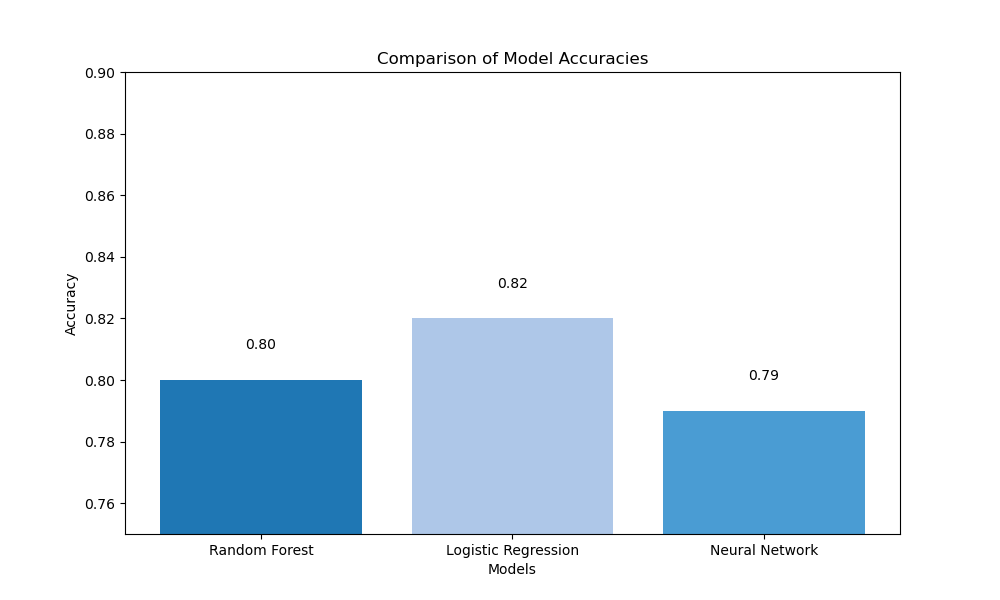 Comparison of Model Accuracies
0.90
0.88
0.86
0.84
0.82
0.80
0.78
0.76
Accuracy
0.80
0.82
0.79
Random Forest
Logistic Regression
Neural Network
Models